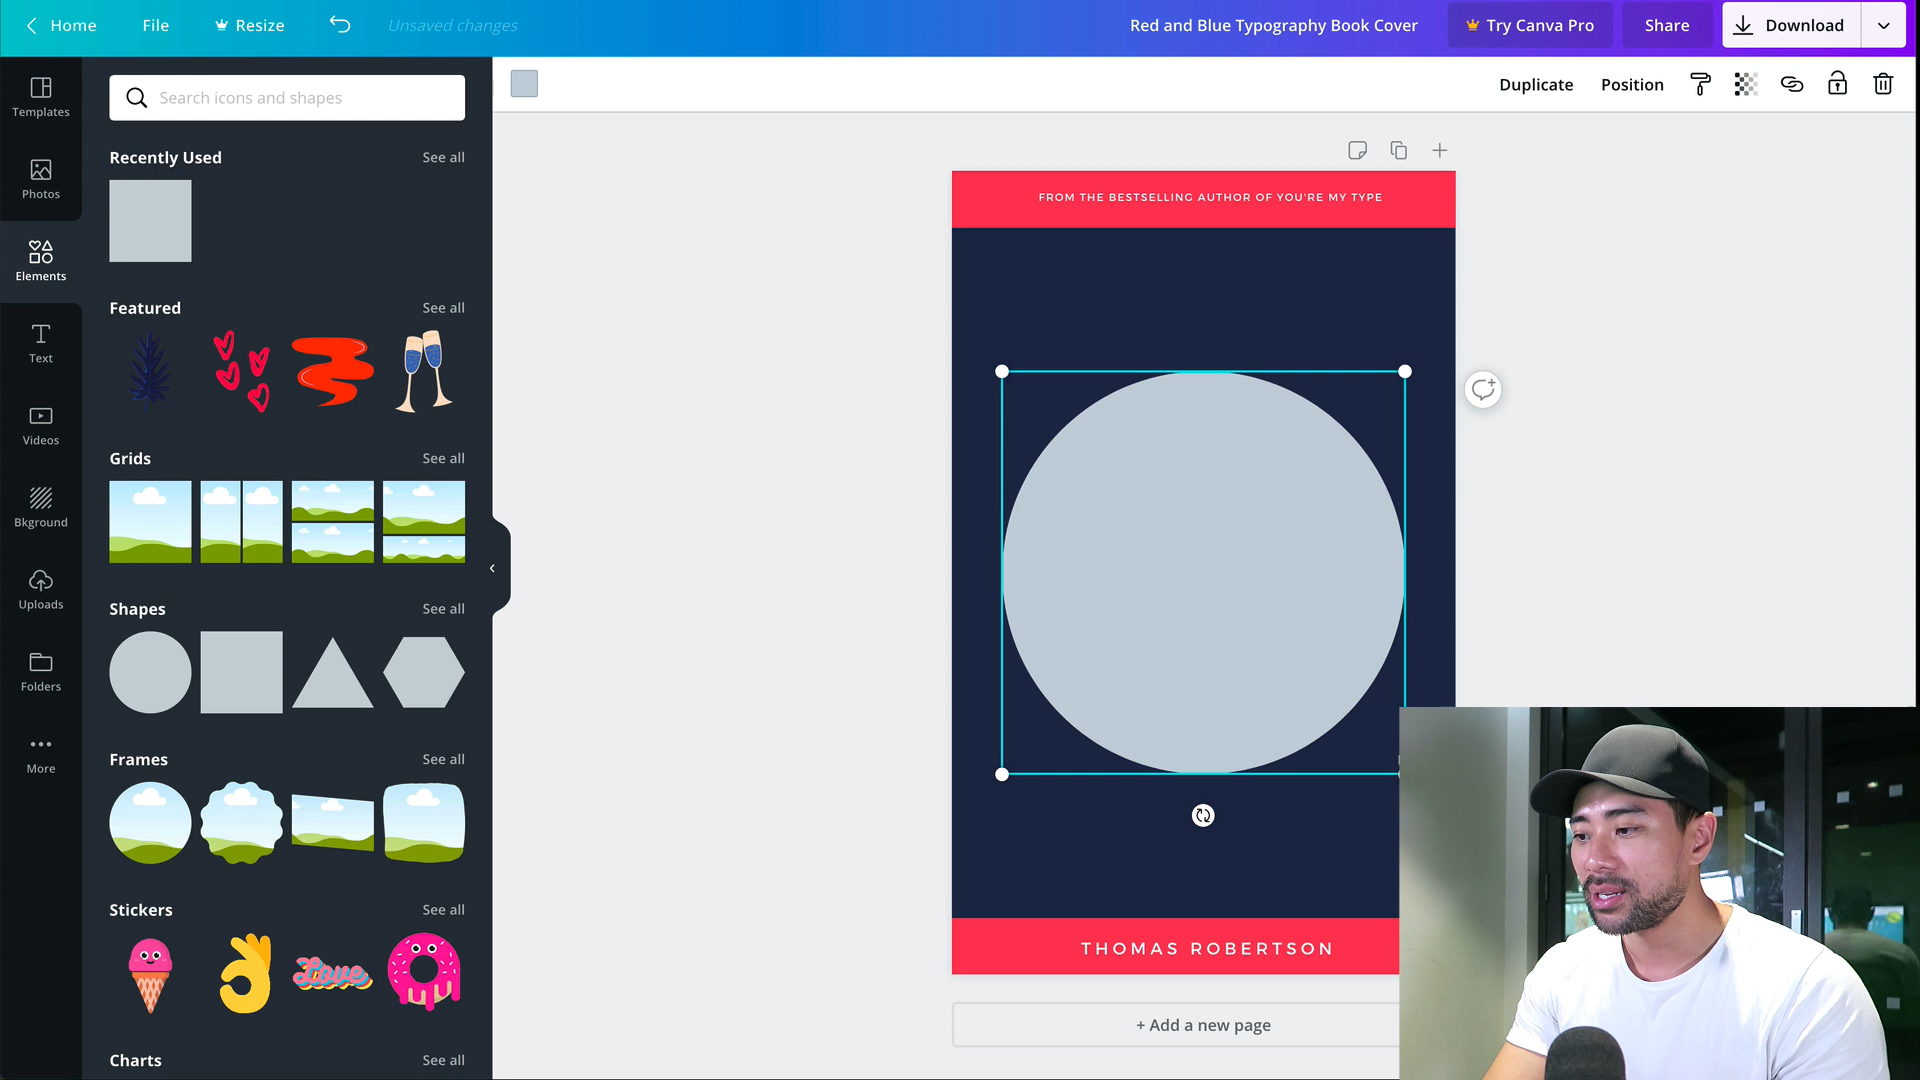 Home File Resize Unsaved changes Red and Blue Typography Book Cover Try Canva Pro Share Download
Templates
Photos
Elements
Text
Videos
Bkground
Uploads
Folders
More
Search icons and shapes
Recently Used See all
Featured See all
Grids See all
Shapes See all
Frames See all
Stickers See all
Love
Charts See all
Duplicate Position
FROM THE BESTSELLING AUTHOR OF YOU'RE MY TYPE
THOMAS ROBERTSON
+ Add a new page